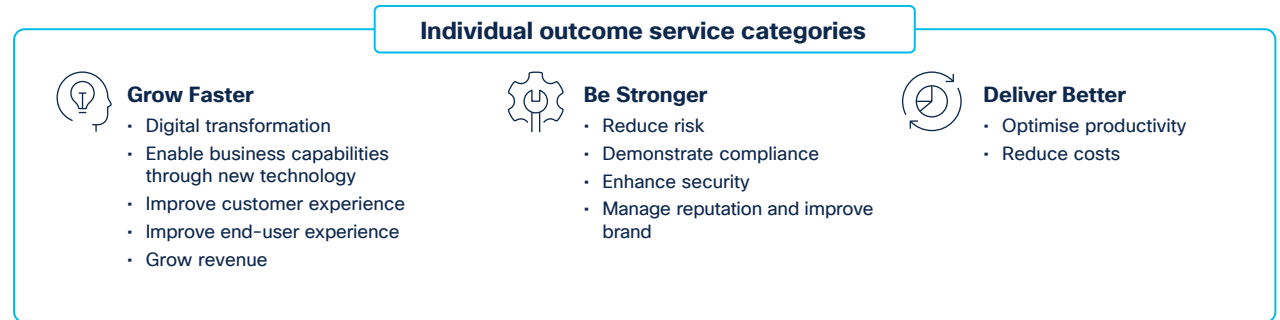 Individual outcome service categories
Grow Faster
· Digital transformation
· Enable business capabilities
through new technology
· Improve customer experience
· Improve end-user experience
· Grow revenue
Be Stronger
· Reduce risk
· Demonstrate compliance
· Enhance security
· Manage reputation and improve
brand
Deliver Better
· Optimise productivity
· Reduce costs